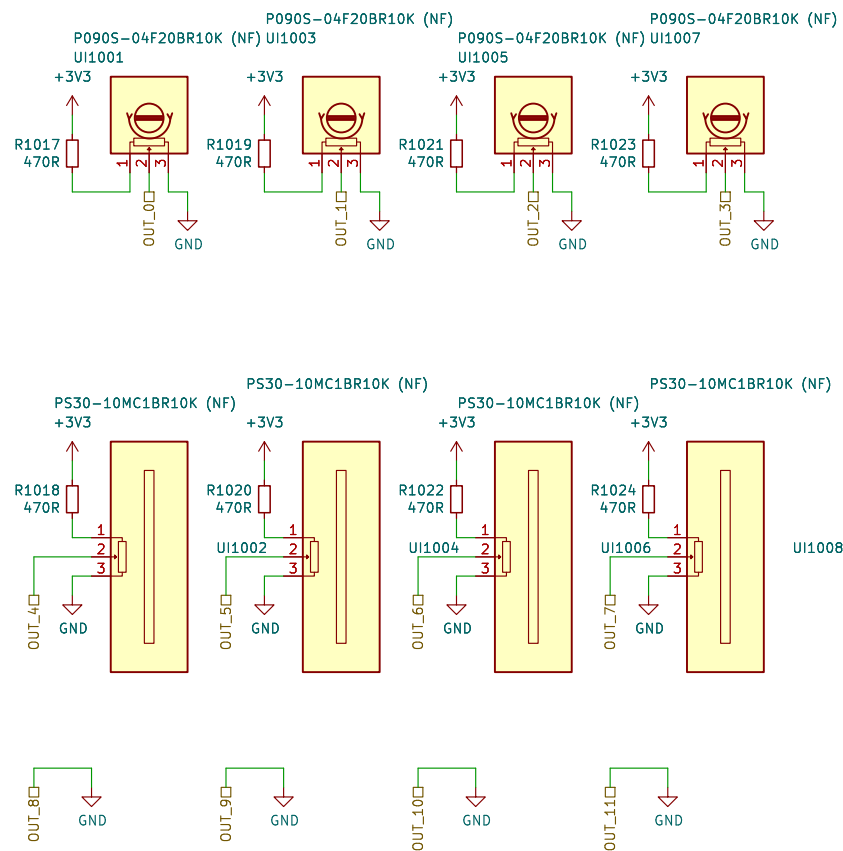 P090S-04F20BR10K (NF)
P090S-04F20BR10K (NF)
P090S-04F20BR10K (NF)
UI1003
P090S-04F20BR10K (NF)
UI1007
UI1001
UI1005
+3V3
+3V3
+3V3
+3V3
R1017
470R
1
2
3
R1019
470R
1
2
3
R1021
470R
1
2
3
R1023
470R
1
2
3
OUT_0
GND
OUT_1
GND
OUT_2
GND
OUT_3
GND
PS30-10MC1BR10K (NF)
PS30-10MC1BR10K (NF)
PS30-10MC1BR10K (NF)
PS30-10MC1BR10K (NF)
+3V3
+3V3
+3V3
+3V3
R1018
470R
R1020
470R
R1022
470R
R1024
470R
1
2
3
UI1002
1
2
3
UI1004
1
2
3
UI1006
1
2
3
UI1008
OUT_4
GND
OUT_5
GND
OUT_6
GND
OUT_7
GND
OUT_8
GND
OUT_9
GND
OUT_10
GND
OUT_11
GND